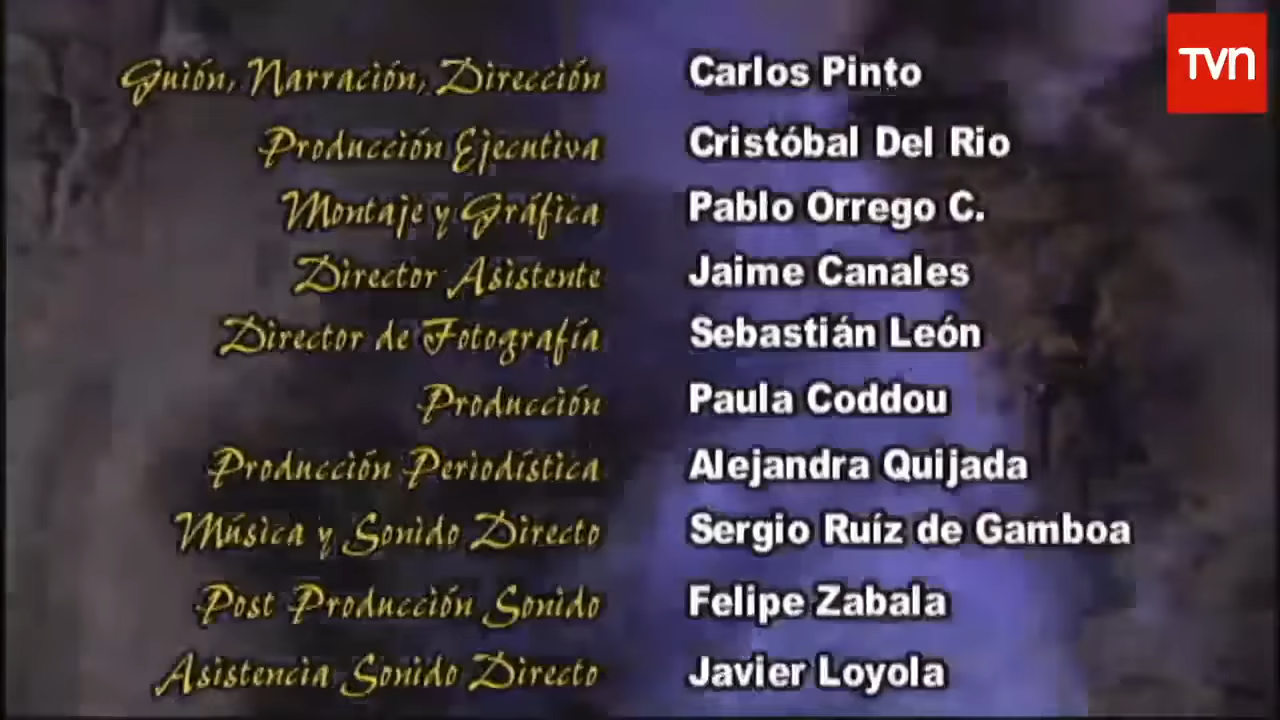 TVN
Guión, Narración, Dirección Carlos Pinto
Producción Ejecutiva Cristóbal Del Rio
Montaje y Gráfica Pablo Orrego C.
Director Asistente Jaime Canales
Director de Fotografía Sebastián León
Producción Paula Coddou
Producción Periodística Alejandra Quijada
Música y Sonido Directo Sergio Ruíz de Gamboa
Post Producción Sonido Felipe Zabala
Asistencia Sonido Directo Javier Loyola